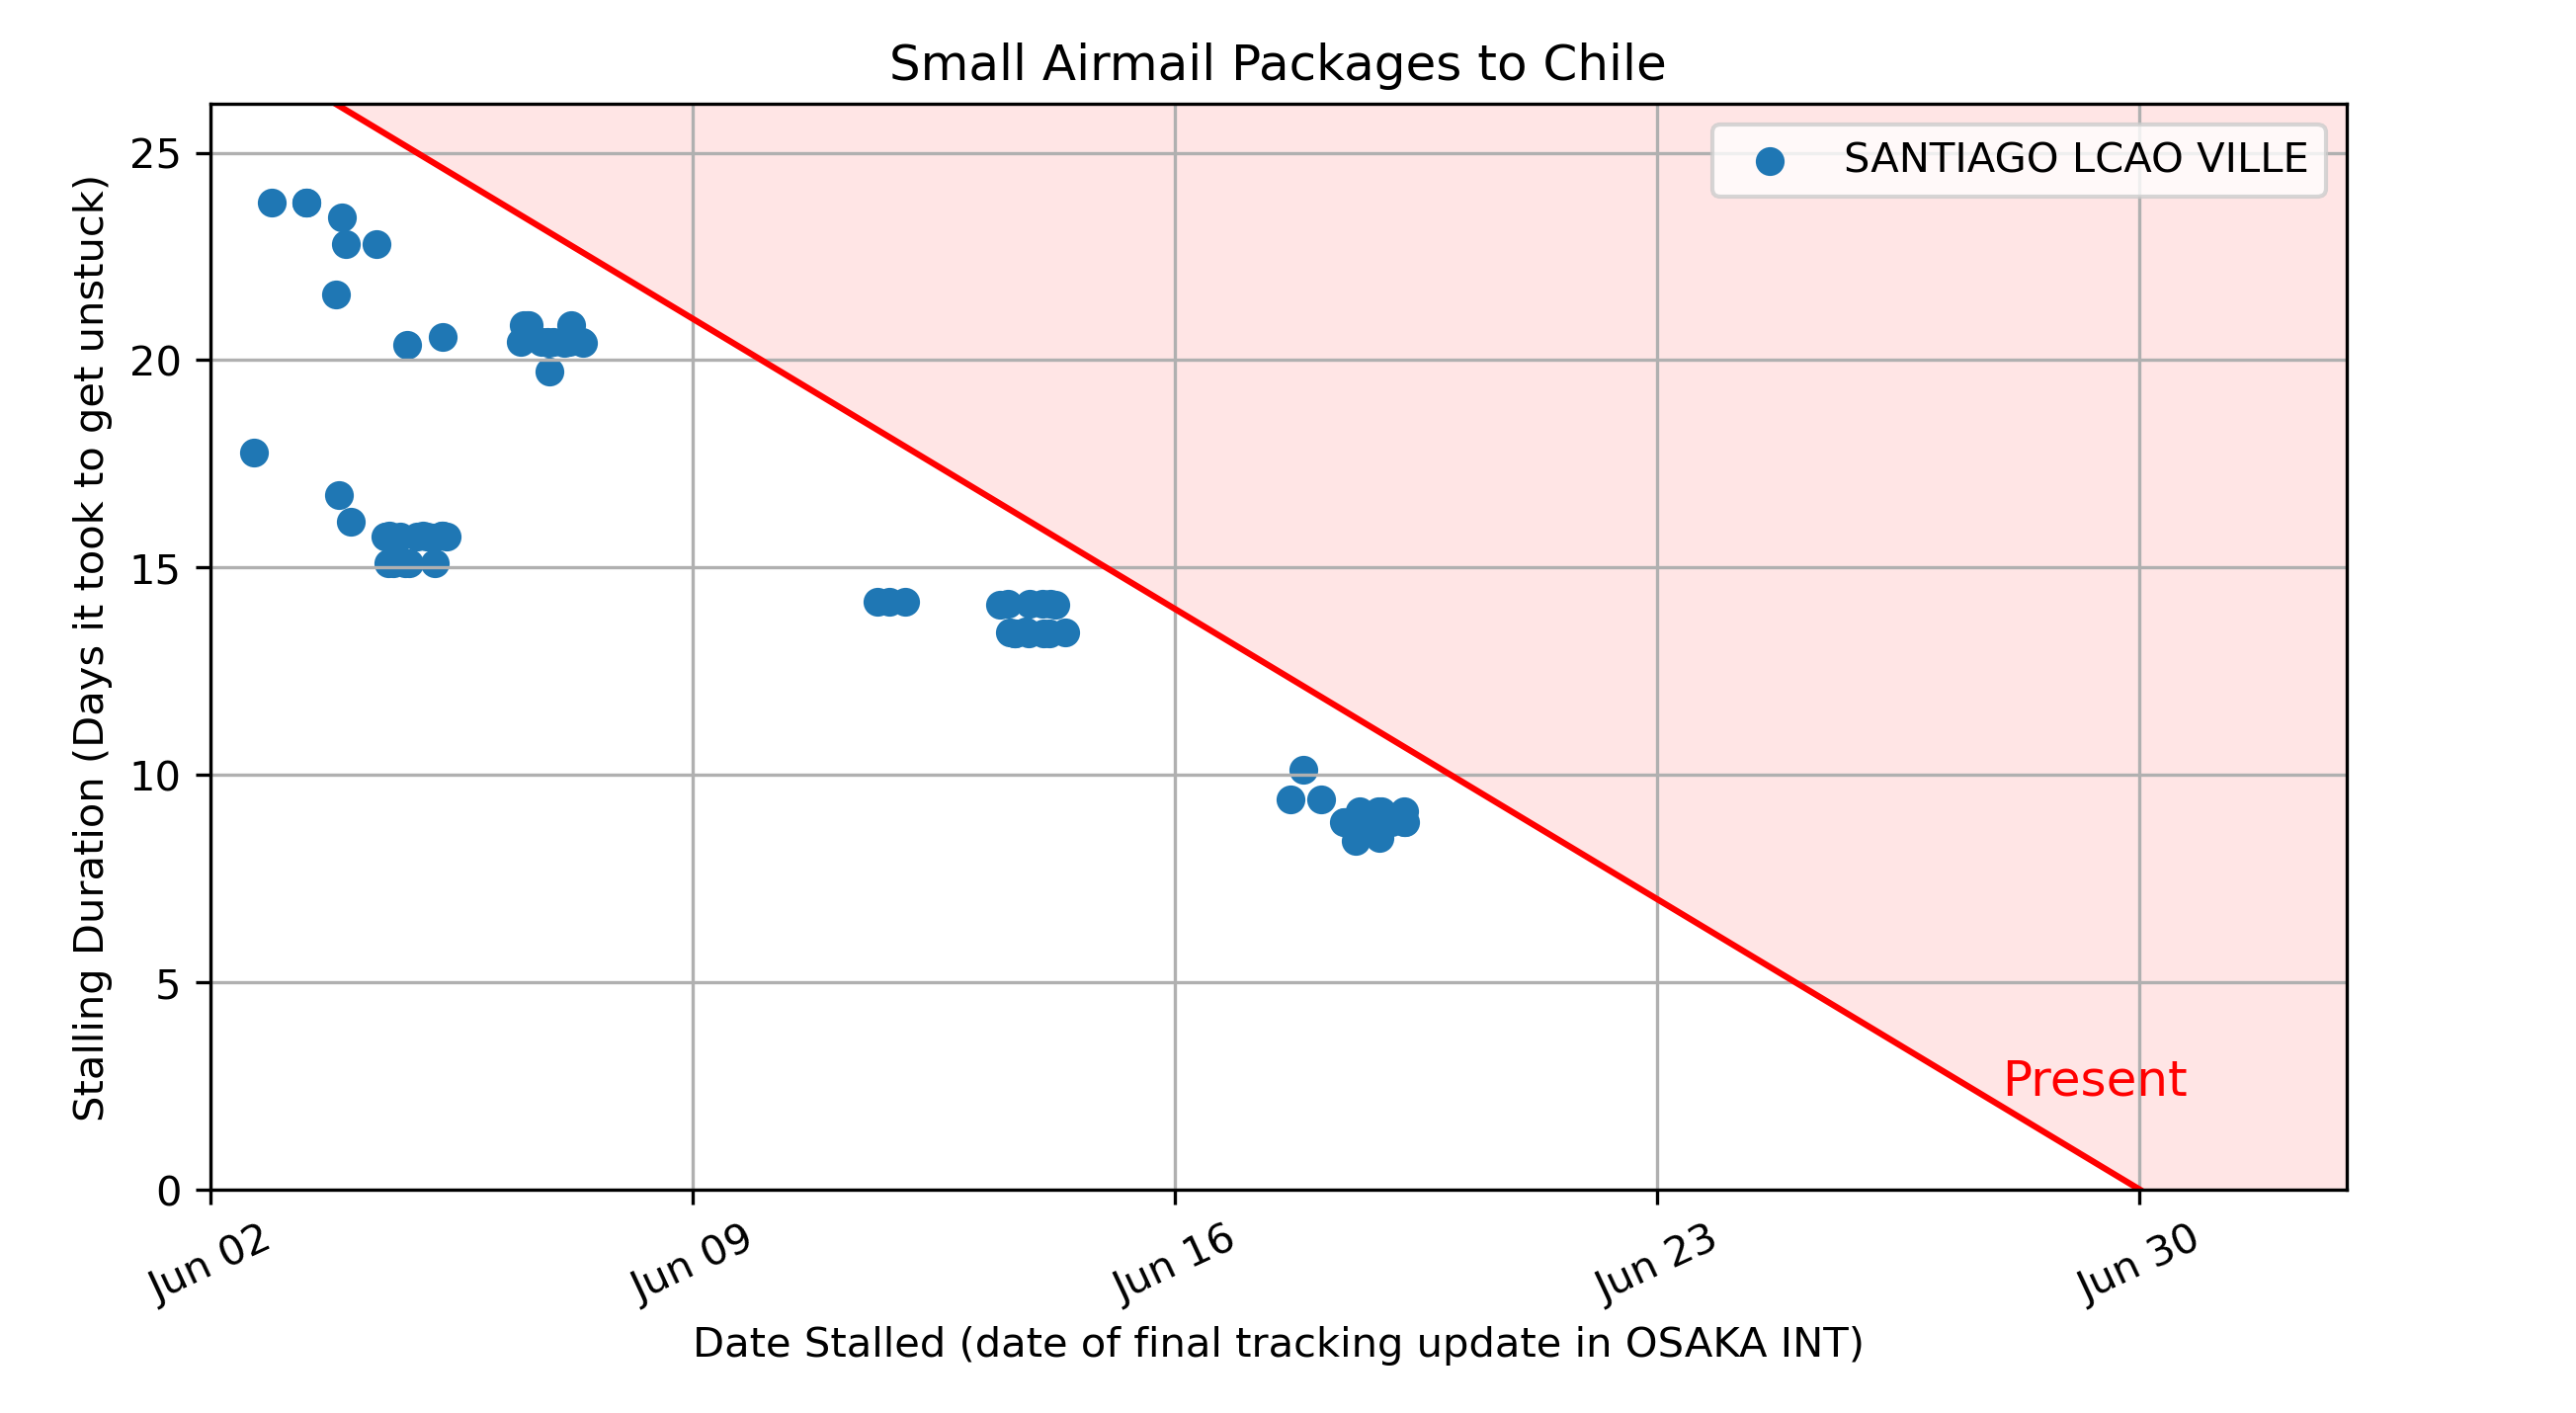 Small Airmail Packages to Chile
SANTIAGO LCAO VILLE
Stalling Duration (Days it took to get unstuck)
25
20
15
10
5
0
Present
Jun 02
Jun 09
Jun 16
Jun 23
Jun 30
Date Stalled (date of final tracking update in OSAKA INT)